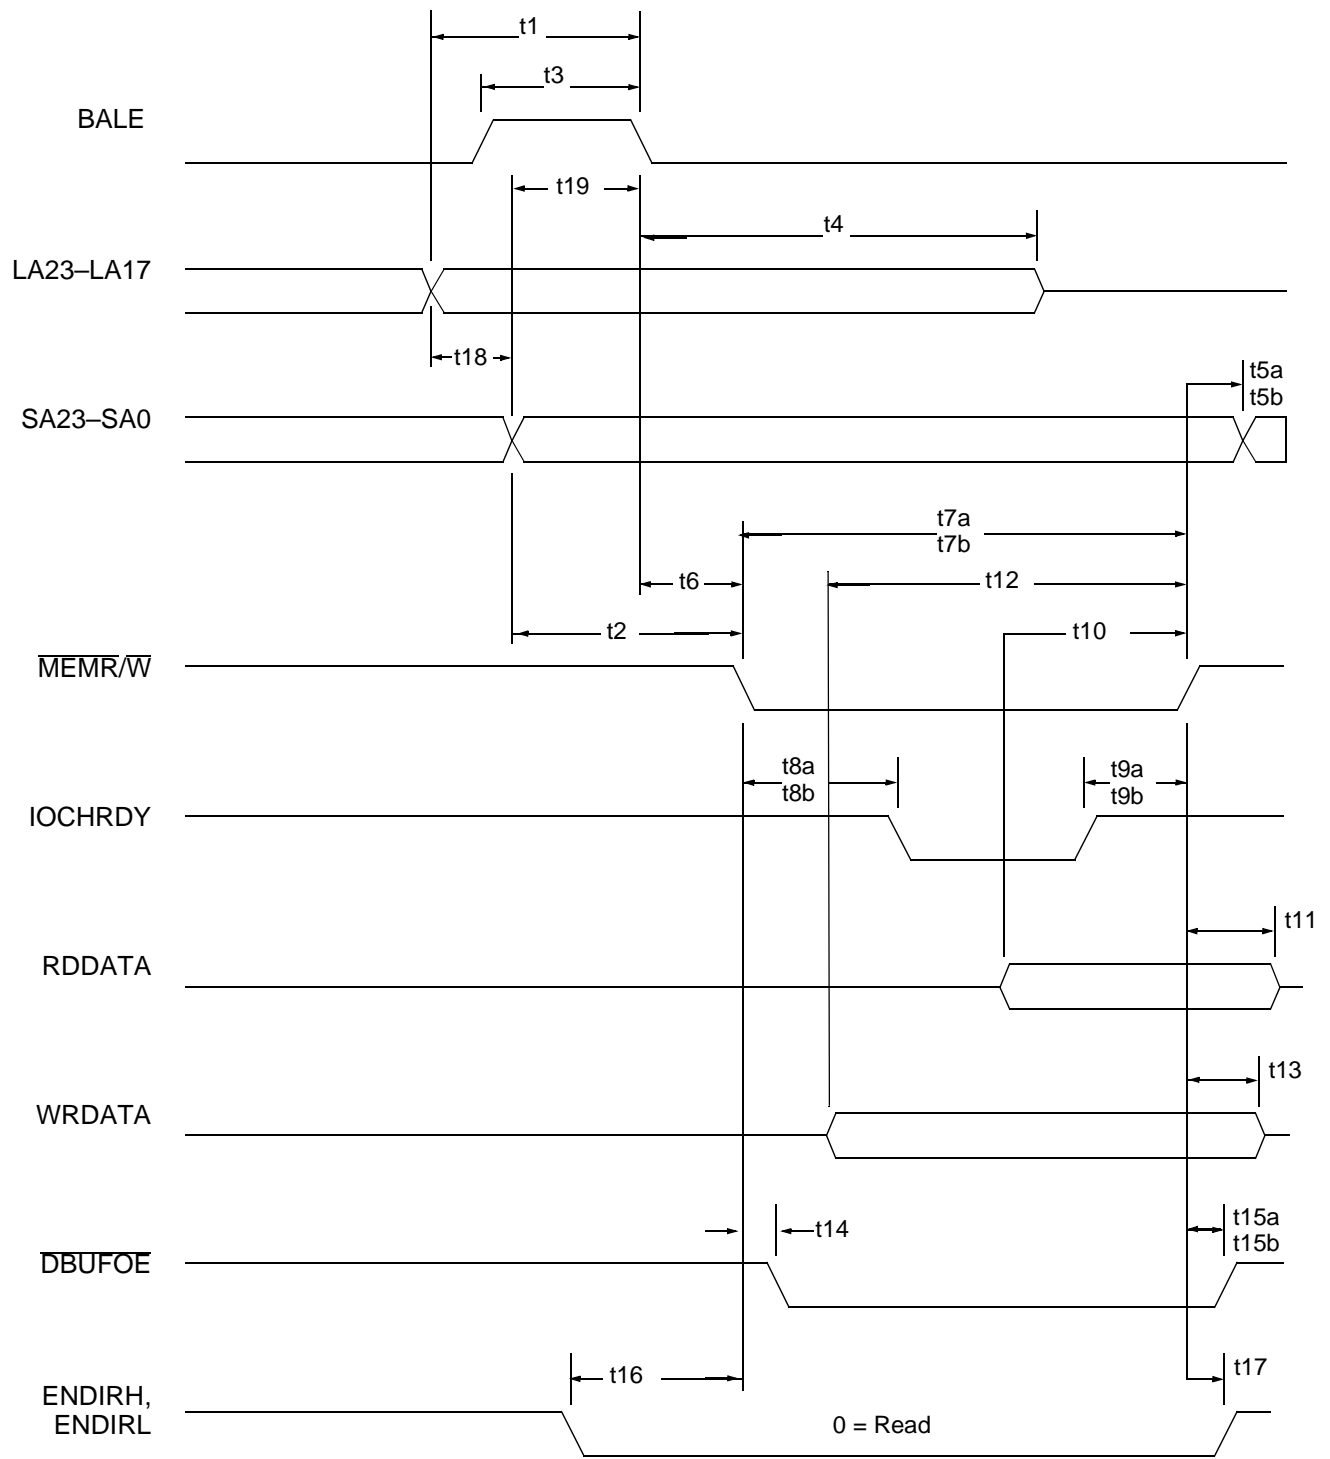 t1
t3
BALE
t19
t4
LA23–LA17
t18
t5a
t5b
SA23–SA0
t7a
t7b
t6
t12
t2
t10
MEMR/W
t8a
t8b
t9a
t9b
IOCHRDY
t11
RDDATA
t13
WRDATA
t14
t15a
t15b
DBUFOE
t16
t17
ENDIRH,
ENDIRL
0 = Read